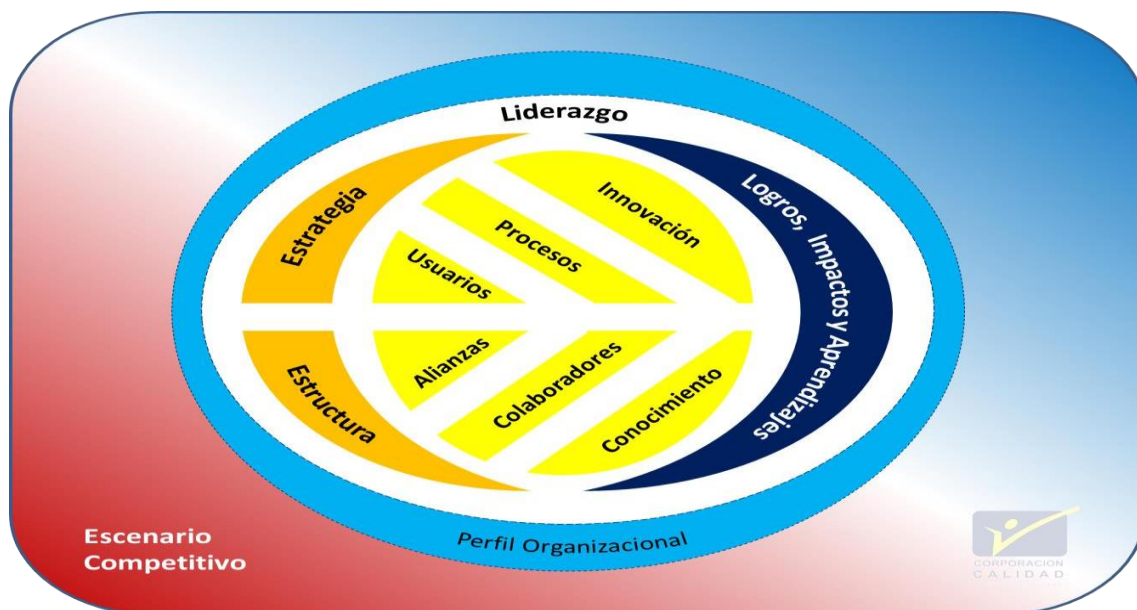 Liderazgo
Estrategia
Innovación
Procesos
Usuarios
Logros, Impactos y Aprendizajes
Estructura
Alianzas
Colaboradores
Conocimiento
Perfil Organizacional
Escenario
Competitivo
CORPORACION
CALIDAD